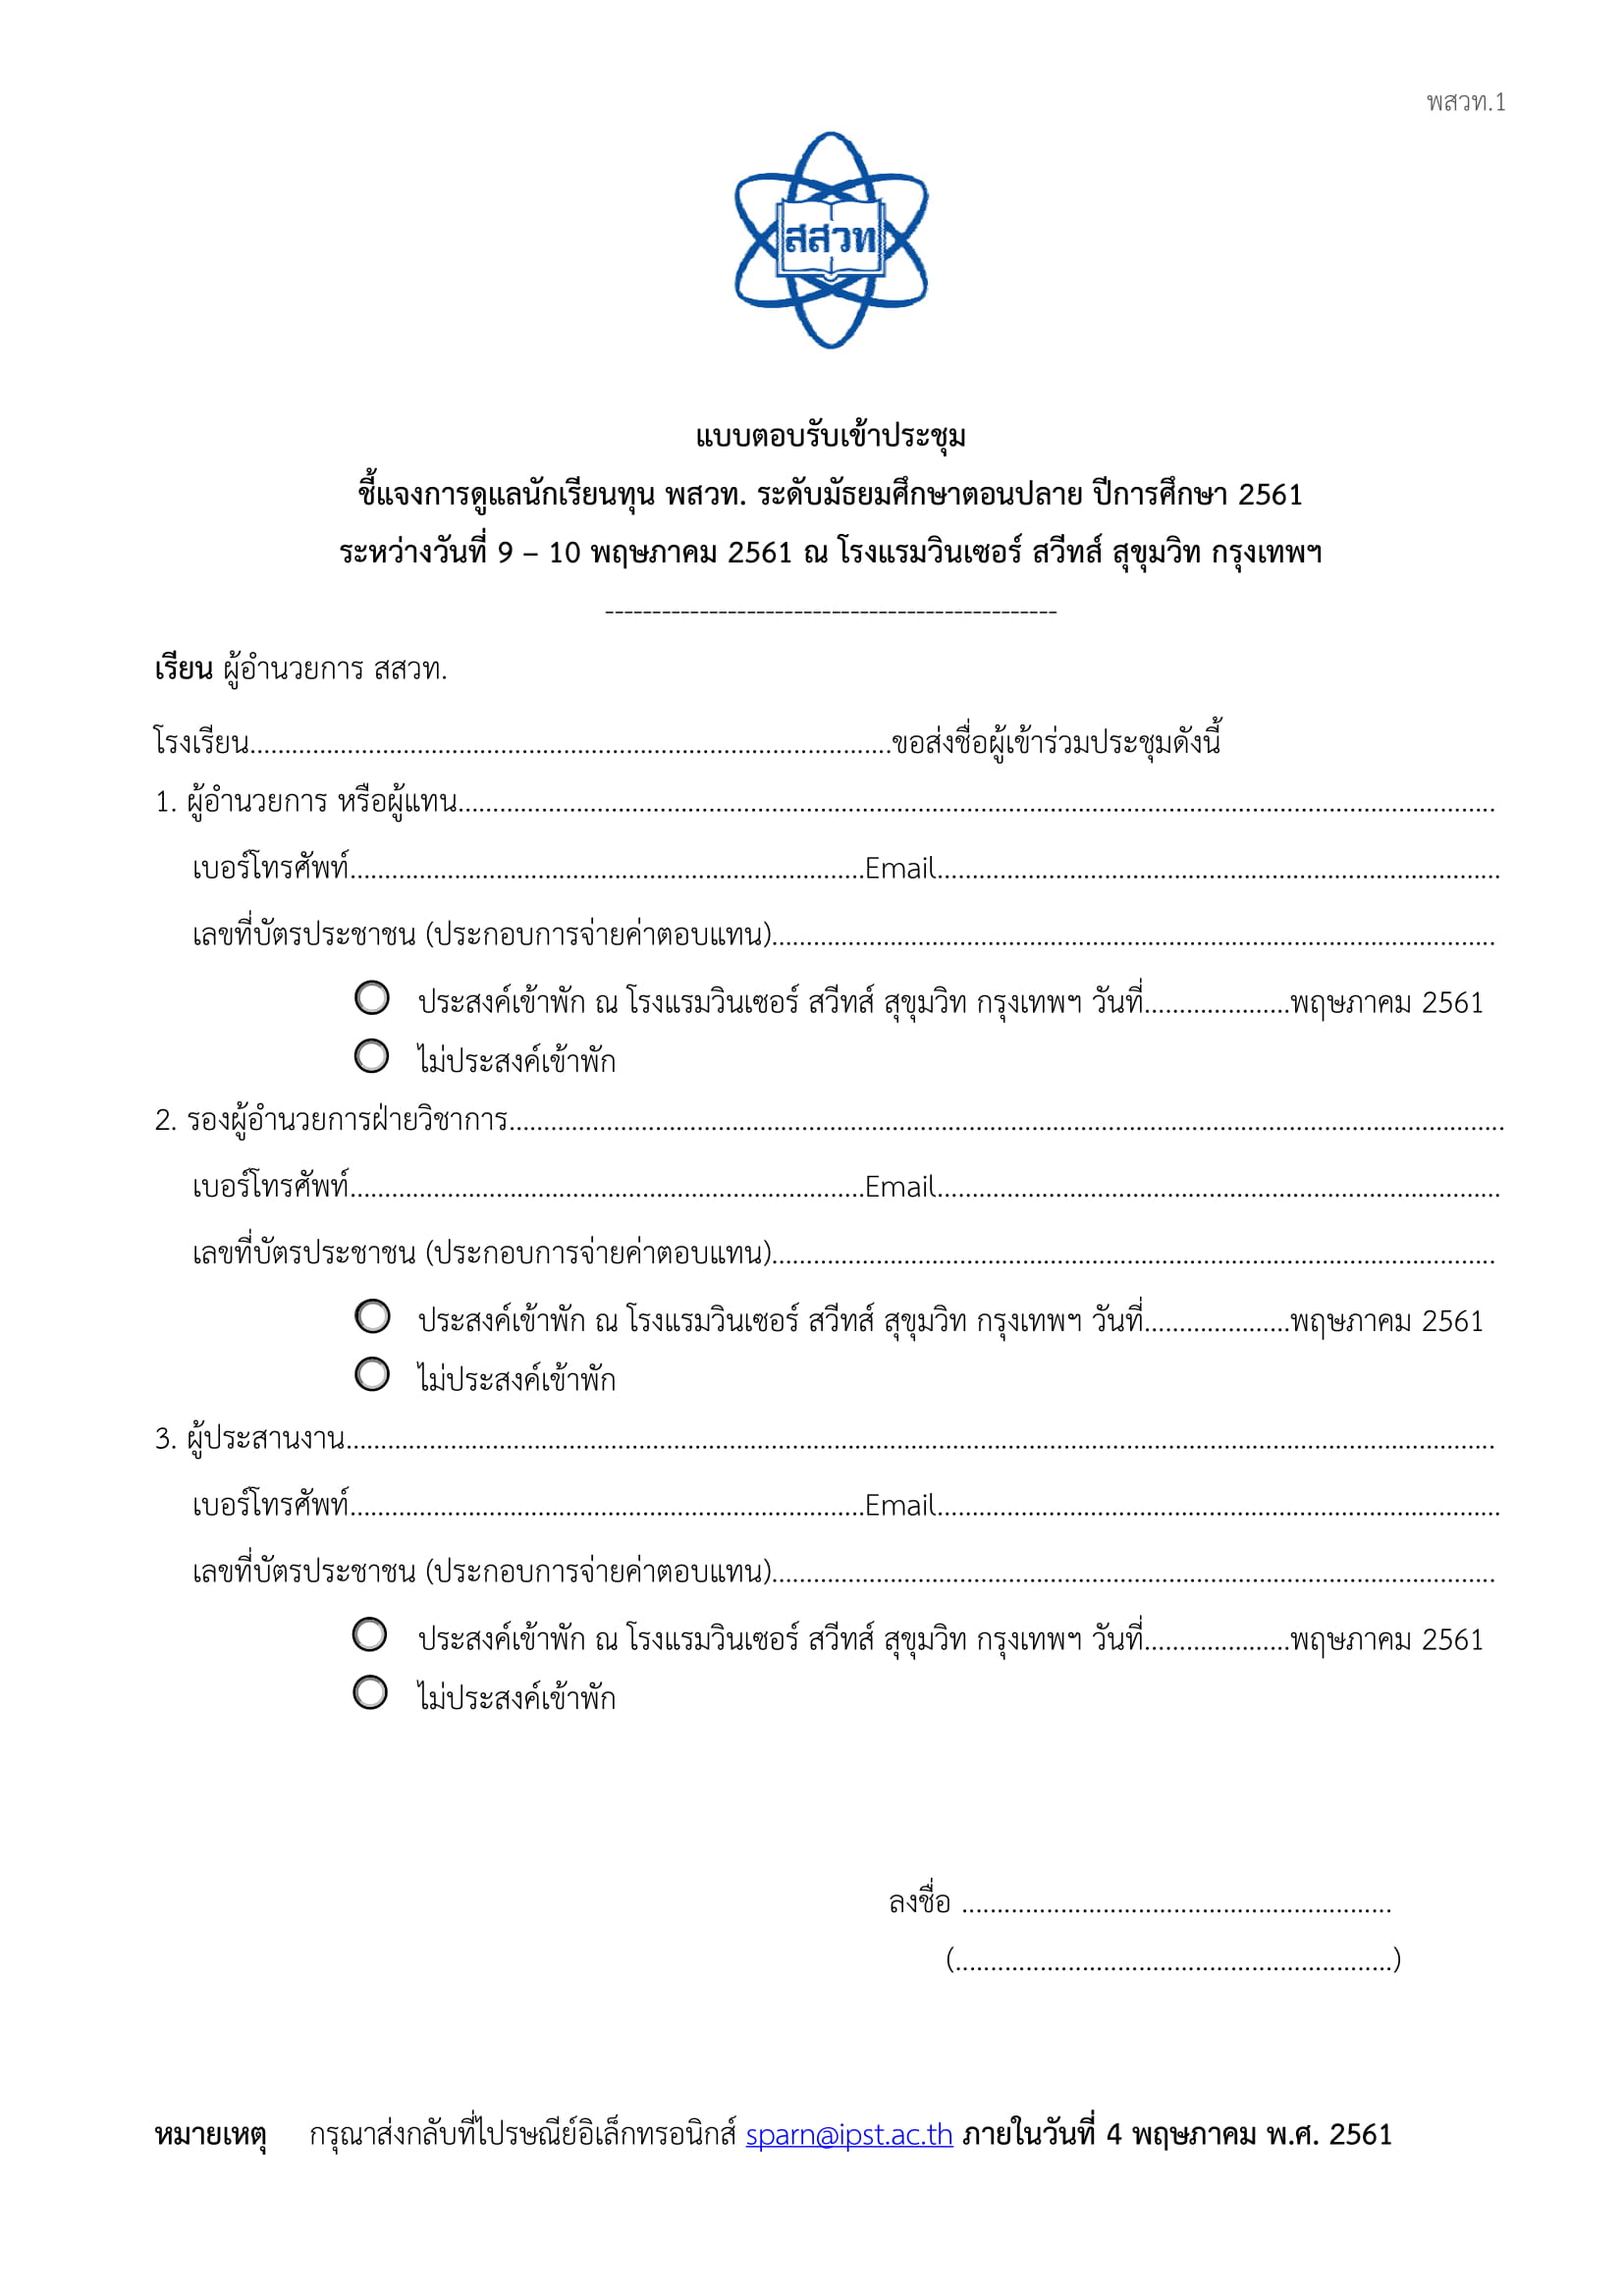 พสวท.1
สสวท
แบบตอบรับเข้าประชุม
ชี้แจงการดูแลนักเรียนทุน พสวท. ระดับมัธยมศึกษาตอนปลาย ปีการศึกษา 2561
ระหว่างวันที่ 9 – 10 พฤษภาคม 2561 ณ โรงแรมวินเซอร์ สวีทส์ สุขุมวิท กรุงเทพฯ
------------------------------------------------
เรียน ผู้อำนวยการ สสวท.
โรงเรียน............................................................................................ขอส่งชื่อผู้เข้าร่วมประชุมดังนี้
1. ผู้อำนวยการ หรือผู้แทน....................................................................................................................................................
เบอร์โทรศัพท์..........................................................................Email.................................................................................
เลขที่บัตรประชาชน (ประกอบการจ่ายค่าตอบแทน)........................................................................................................
ประสงค์เข้าพัก ณ โรงแรมวินเซอร์ สวีทส์ สุขุมวิท กรุงเทพฯ วันที่.....................พฤษภาคม 2561
ไม่ประสงค์เข้าพัก
2. รองผู้อำนวยการฝ่ายวิชาการ...............................................................................................................................................
เบอร์โทรศัพท์..........................................................................Email.................................................................................
เลขที่บัตรประชาชน (ประกอบการจ่ายค่าตอบแทน)........................................................................................................
ประสงค์เข้าพัก ณ โรงแรมวินเซอร์ สวีทส์ สุขุมวิท กรุงเทพฯ วันที่.....................พฤษภาคม 2561
ไม่ประสงค์เข้าพัก
3. ผู้ประสานงาน.....................................................................................................................................................................
เบอร์โทรศัพท์..........................................................................Email.................................................................................
เลขที่บัตรประชาชน (ประกอบการจ่ายค่าตอบแทน)........................................................................................................
ประสงค์เข้าพัก ณ โรงแรมวินเซอร์ สวีทส์ สุขุมวิท กรุงเทพฯ วันที่.....................พฤษภาคม 2561
ไม่ประสงค์เข้าพัก
ลงชื่อ .............................................................
(..............................................................)
หมายเหตุ กรุณาส่งกลับที่ไปรษณีย์อิเล็กทรอนิกส์ sparn@ipst.ac.th ภายในวันที่ 4 พฤษภาคม พ.ศ. 2561